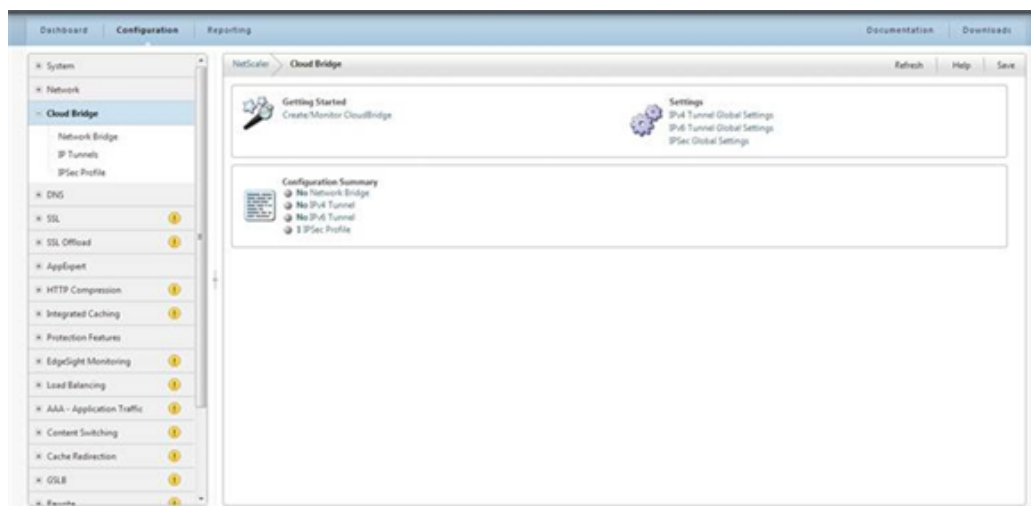 Dashboard Configuration Reporting Documentation Downloads
System
Network
Cloud Bridge
Network Bridge
IP Tunnels
IPSec Profile
DNS
SSL
SSL Offload
AppExpert
HTTP Compression
Integrated Caching
Protection Features
EdgeSight Monitoring
Load Balancing
AAA - Application Traffic
Content Switching
Cache Redirection
GSLB
Rewrite
NetScaler Cloud Bridge Refresh Help Save
Getting Started
Create/Monitor CloudBridge
Settings
IPv4 Tunnel Global Settings
IPv6 Tunnel Global Settings
IPSec Global Settings
Configuration Summary
No Network Bridge
No IPv4 Tunnel
No IPv6 Tunnel
1 IPSec Profile